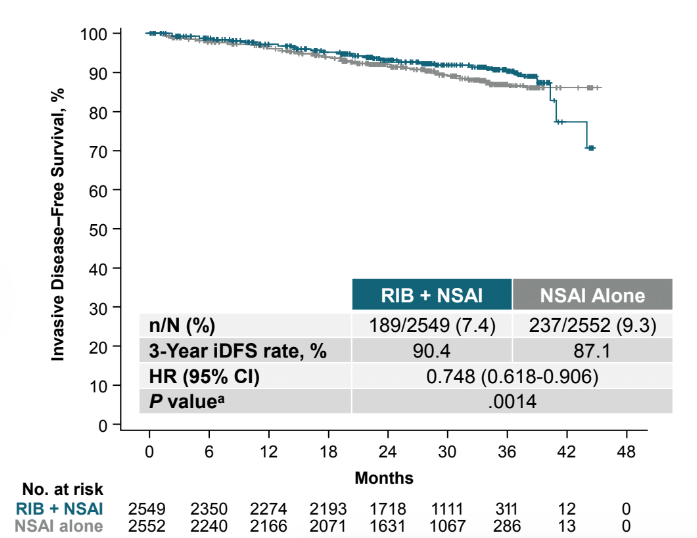 Invasive Disease–Free Survival, %
100
90
80
70
60
50
40
30
20
10
0
RIB + NSAI NSAI Alone
n/N (%) 189/2549 (7.4) 237/2552 (9.3)
3-Year iDFS rate, % 90.4 87.1
HR (95% CI) 0.748 (0.618-0.906)
P valueª .0014
0 6 12 18 24 30 36 42 48
Months
No. at risk
RIB + NSAI 2549 2350 2274 2193 1718 1111 311 12 0
NSAI alone 2552 2240 2166 2071 1631 1067 286 13 0